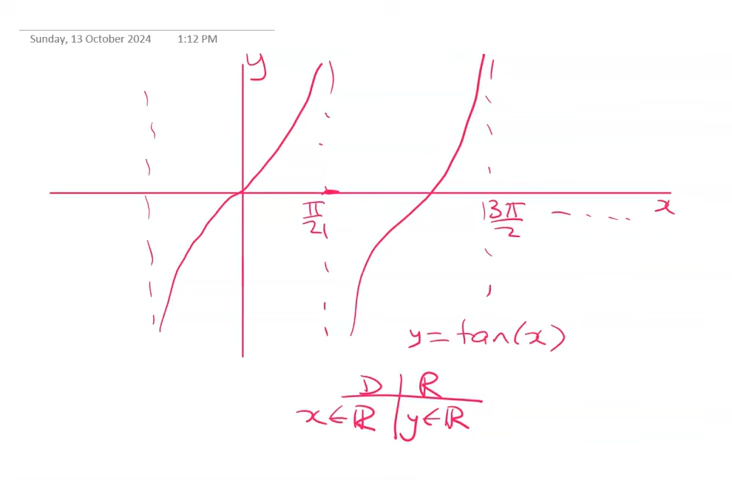 Sunday, 13 October 2024 1:12 PM
y
π/2 3π/2 - . . . . x
y = tan(x)
D | R
x ∈ ℝ | y ∈ ℝ